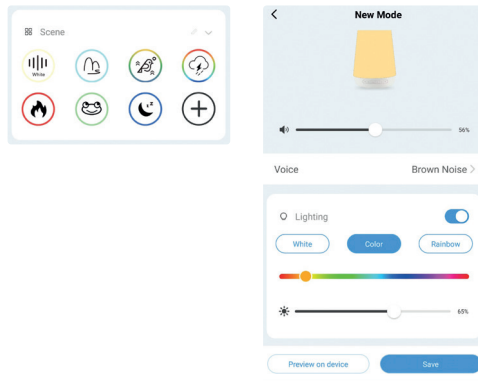 Scene
White
z z
New Mode
56%
Voice Brown Noise >
Lighting
White Color Rainbow
65%
Preview on device Save